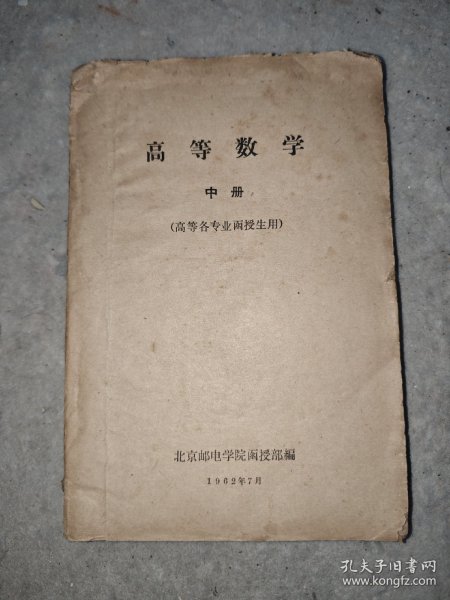 高等数学
中册
(高等各专业函授生用)
北京邮电学院函授部編
1962年7月
孔夫子旧书网
www.kongfz.com